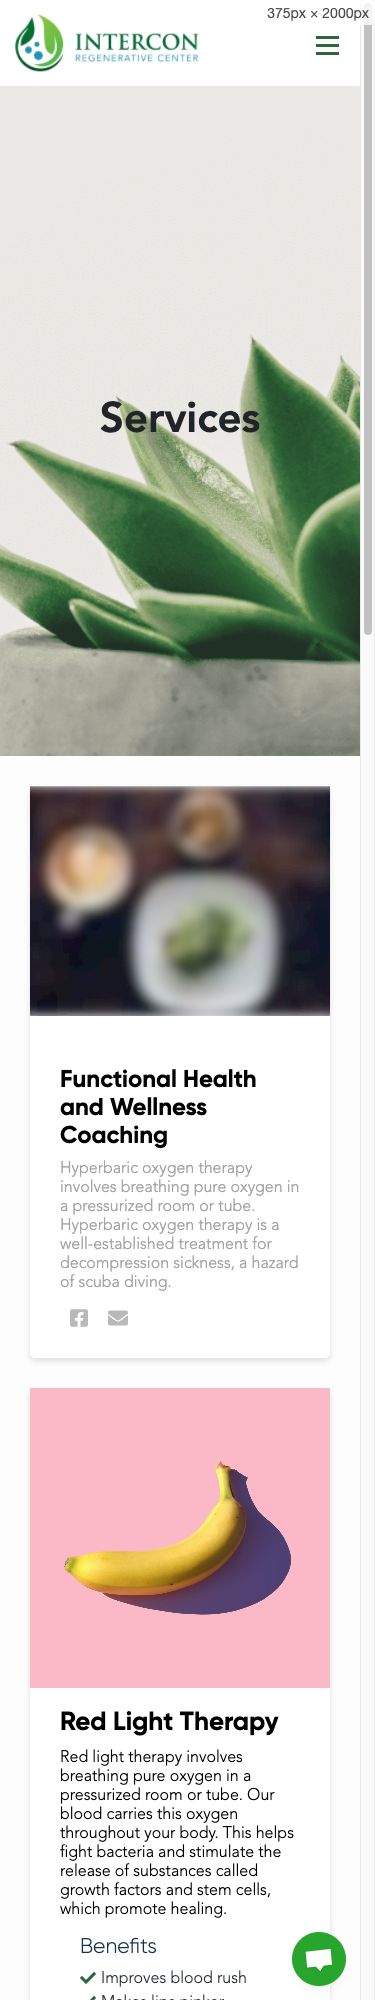 375px × 2000px
INTERCON
REGENERATIVE CENTER
Services
Functional Health
and Wellness
Coaching
Hyperbaric oxygen therapy
involves breathing pure oxygen in
a pressurized room or tube.
Hyperbaric oxygen therapy is a
well-established treatment for
decompression sickness, a hazard
of scuba diving.
Red Light Therapy
Red light therapy involves
breathing pure oxygen in a
pressurized room or tube. Our
blood carries this oxygen
throughout your body. This helps
fight bacteria and stimulate the
release of substances called
growth factors and stem cells,
which promote healing.
Benefits
Improves blood rush
Makes lips pinker